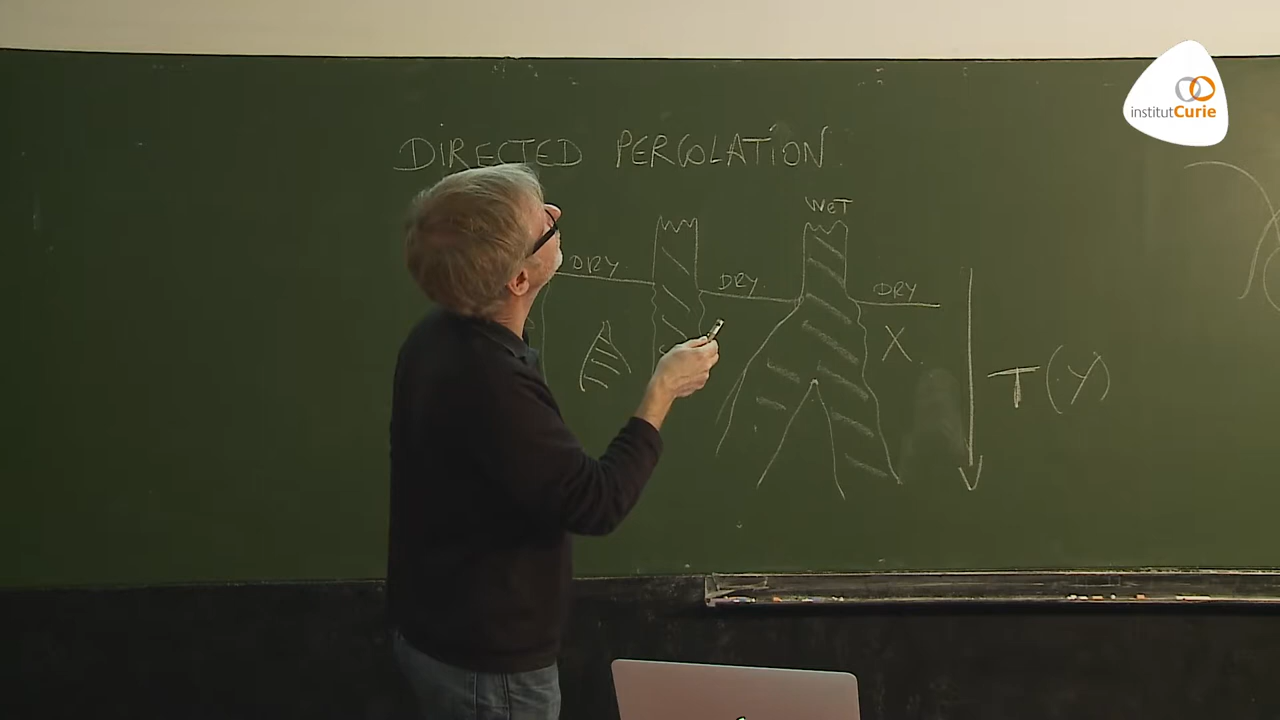 DIRECTED PERCOLATION.
WeT
DRY
DRY
DRY
X
T(y)
institutCurie